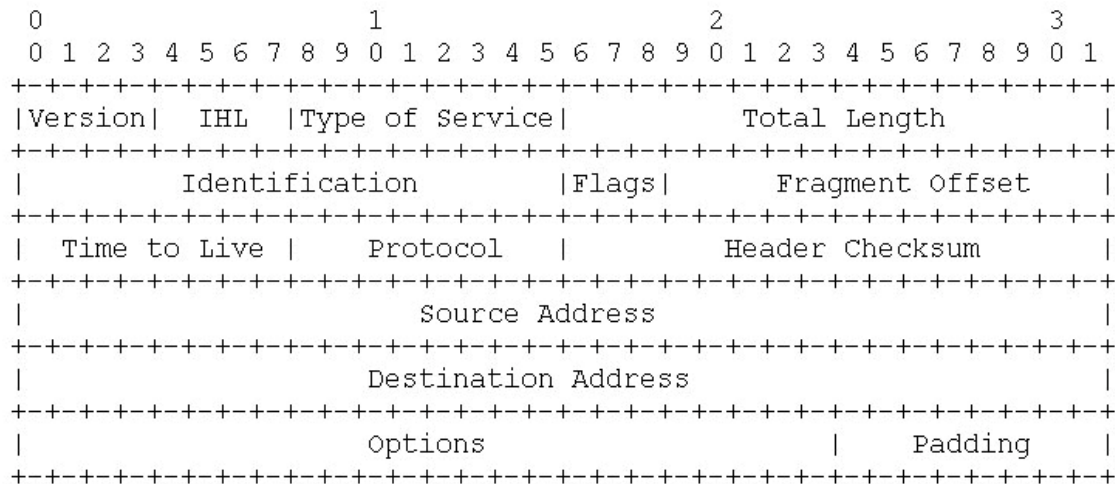 0                   1                   2                   3
 0 1 2 3 4 5 6 7 8 9 0 1 2 3 4 5 6 7 8 9 0 1 2 3 4 5 6 7 8 9 0 1
+-+-+-+-+-+-+-+-+-+-+-+-+-+-+-+-+-+-+-+-+-+-+-+-+-+-+-+-+-+-+-+-+
|Version|  IHL  |Type of Service|          Total Length         |
+-+-+-+-+-+-+-+-+-+-+-+-+-+-+-+-+-+-+-+-+-+-+-+-+-+-+-+-+-+-+-+-+
|         Identification        |Flags|      Fragment Offset    |
+-+-+-+-+-+-+-+-+-+-+-+-+-+-+-+-+-+-+-+-+-+-+-+-+-+-+-+-+-+-+-+-+
|  Time to Live |    Protocol   |         Header Checksum       |
+-+-+-+-+-+-+-+-+-+-+-+-+-+-+-+-+-+-+-+-+-+-+-+-+-+-+-+-+-+-+-+-+
|                       Source Address                          |
+-+-+-+-+-+-+-+-+-+-+-+-+-+-+-+-+-+-+-+-+-+-+-+-+-+-+-+-+-+-+-+-+
|                    Destination Address                        |
+-+-+-+-+-+-+-+-+-+-+-+-+-+-+-+-+-+-+-+-+-+-+-+-+-+-+-+-+-+-+-+-+
|                    Options                    |    Padding    |
+-+-+-+-+-+-+-+-+-+-+-+-+-+-+-+-+-+-+-+-+-+-+-+-+-+-+-+-+-+-+-+-+